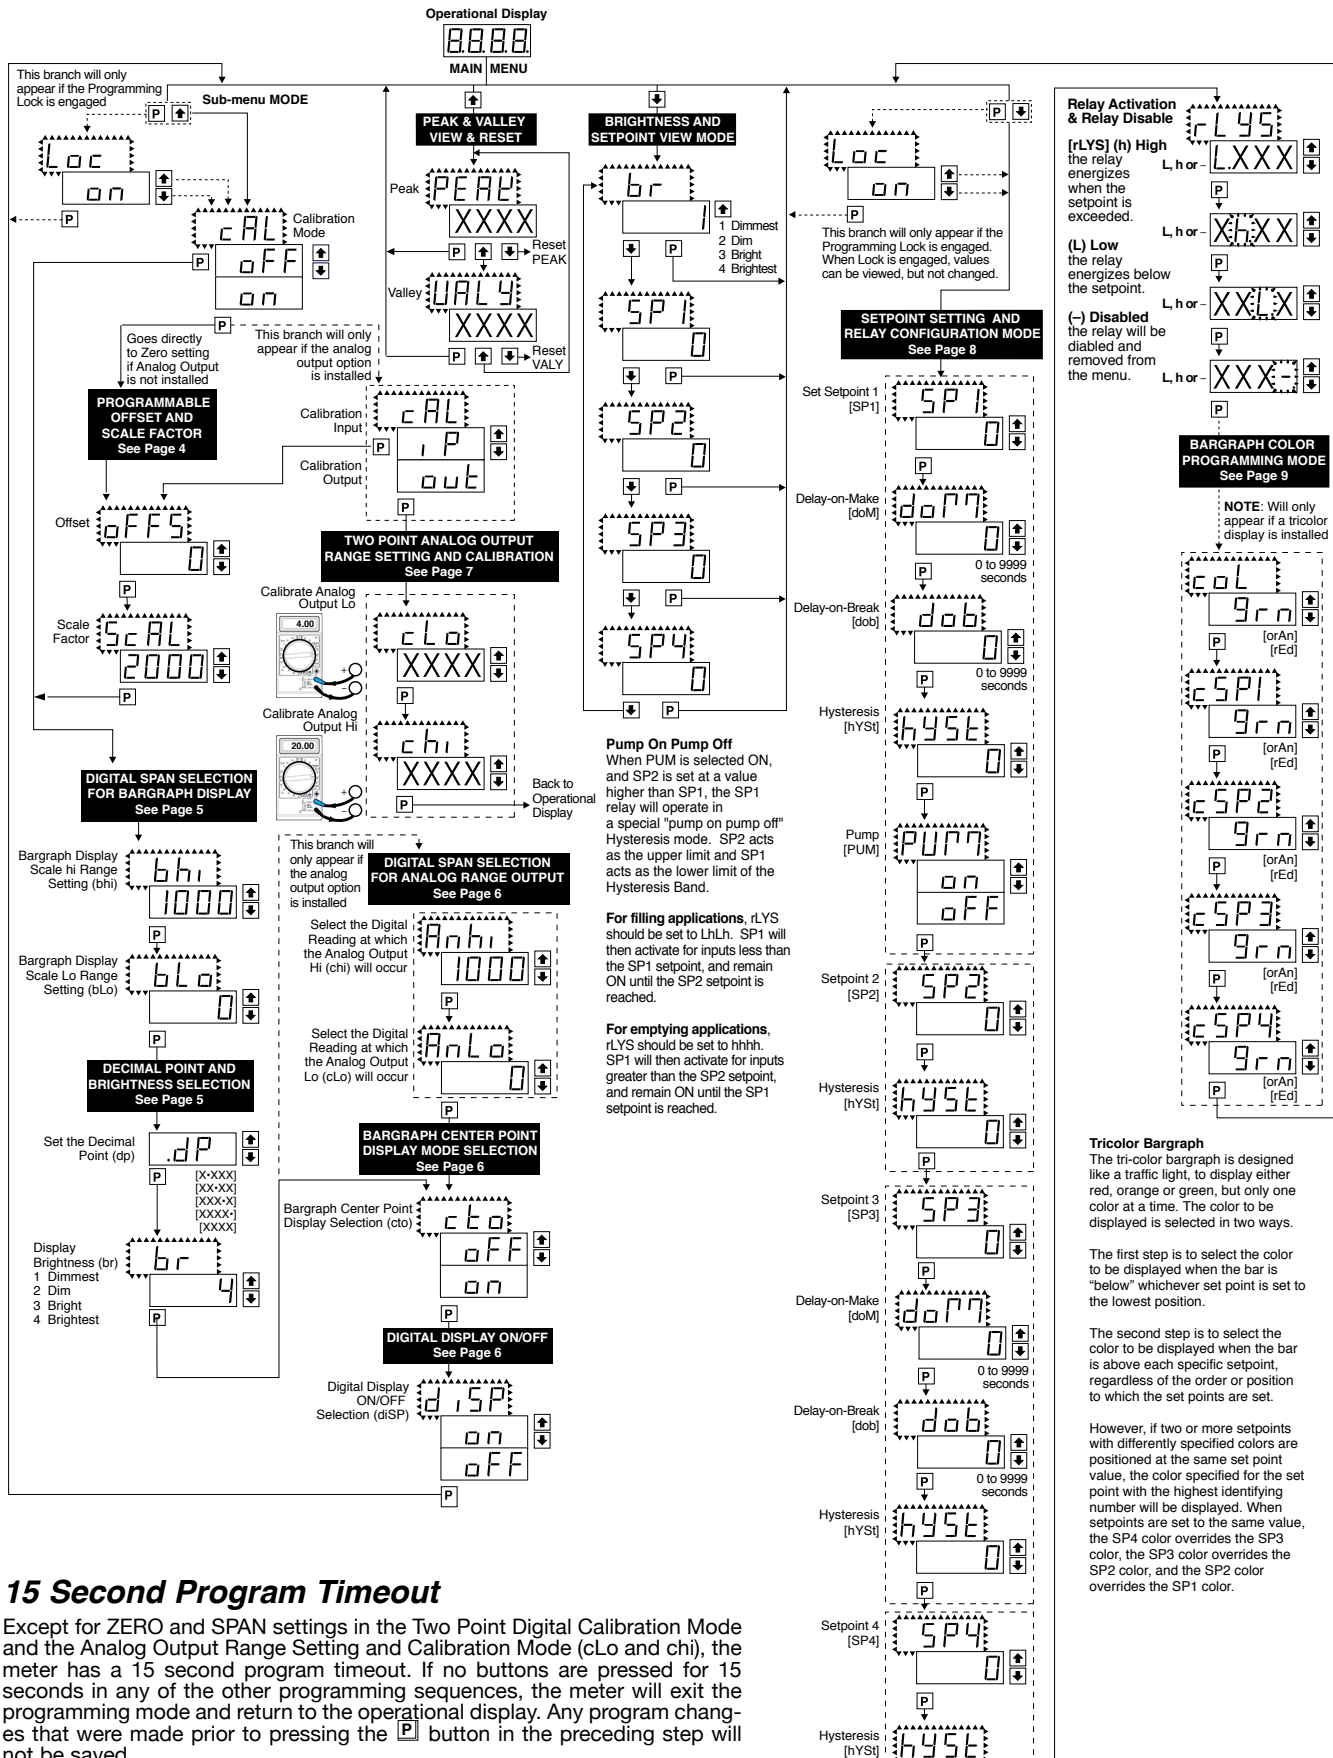 Operational Display
8.8.8.8.
MAIN MENU
This branch will only
appear if the Programming
Lock is engaged
Sub-menu MODE
P
Loc
on
P
cAL
oFF
on
Calibration
Mode
P
P
Goes directly
to Zero setting
if Analog Output
is not installed
This branch will only
appear if the analog
output option
is installed
PROGRAMMABLE
OFFSET AND
SCALE FACTOR
See Page 4
Calibration
Input
Calibration
Output
cAL
iP
out
P
P
Offset
oFFS
0
P
Scale
Factor
ScAL
2000
P
TWO POINT ANALOG OUTPUT
RANGE SETTING AND CALIBRATION
See Page 7
Calibrate Analog
Output Lo
4.00
+
–
cLo
XXXX
P
Calibrate Analog
Output Hi
20.00
+
–
chi
XXXX
P
Back to
Operational
Display
DIGITAL SPAN SELECTION
FOR BARGRAPH DISPLAY
See Page 5
Bargraph Display
Scale hi Range
Setting (bhi)
bhi
1000
P
Bargraph Display
Scale Lo Range
Setting (bLo)
bLo
0
P
DECIMAL POINT AND
BRIGHTNESS SELECTION
See Page 5
Set the Decimal
Point (dp)
.dP
P
[X•XXX]
[XX•XX]
[XXX•X]
[XXXX•]
[XXXX]
Display
Brightness (br)
1 Dimmest
2 Dim
3 Bright
4 Brightest
br
4
P
This branch will
only appear if
the analog
output option
is installed
DIGITAL SPAN SELECTION
FOR ANALOG RANGE OUTPUT
See Page 6
Select the Digital
Reading at which
the Analog Output
Hi (chi) will occur
Anhi
1000
P
Select the Digital
Reading at which
the Analog Output
Lo (cLo) will occur
AnLo
0
P
BARGRAPH CENTER POINT
DISPLAY MODE SELECTION
See Page 6
Bargraph Center Point
Display Selection (cto)
cto
oFF
on
P
DIGITAL DISPLAY ON/OFF
See Page 6
Digital Display
ON/OFF
Selection (diSP)
diSP
on
oFF
P
PEAK & VALLEY
VIEW & RESET
Peak
PEAK
XXXX
P
Reset
PEAK
Valley
VALY
XXXX
P
Reset
VALY
BRIGHTNESS AND
SETPOINT VIEW MODE
br
1
1 Dimmest
2 Dim
3 Bright
4 Brightest
P
SP1
0
P
SP2
0
P
SP3
0
P
SP4
0
P
Pump On Pump Off
When PUM is selected ON,
and SP2 is set at a value
higher than SP1, the SP1
relay will operate in
a special "pump on pump off"
Hysteresis mode. SP2 acts
as the upper limit and SP1
acts as the lower limit of the
Hysteresis Band.
For filling applications, rLYS
should be set to LhLh. SP1 will
then activate for inputs less than
the SP1 setpoint, and remain
ON until the SP2 setpoint is
reached.
For emptying applications,
rLYS should be set to hhhh.
SP1 will then activate for inputs
greater than the SP2 setpoint,
and remain ON until the SP1
setpoint is reached.
P
Loc
on
P
This branch will only appear if the
Programming Lock is engaged.
When Lock is engaged, values
can be viewed, but not changed.
SETPOINT SETTING AND
RELAY CONFIGURATION MODE
See Page 8
Set Setpoint 1
[SP1]
SP1
0
P
Delay-on-Make
[doM]
doM
0
0 to 9999
seconds
P
Delay-on-Break
[dob]
dob
0
0 to 9999
seconds
P
Hysteresis
[hYSt]
hYSt
0
P
Pump
[PUM]
PUM
on
oFF
P
Setpoint 2
[SP2]
SP2
0
P
Hysteresis
[hYSt]
hYSt
0
P
Setpoint 3
[SP3]
SP3
0
P
Delay-on-Make
[doM]
doM
0
0 to 9999
seconds
P
Delay-on-Break
[dob]
dob
0
0 to 9999
seconds
P
Hysteresis
[hYSt]
hYSt
0
P
Setpoint 4
[SP4]
SP4
0
P
Hysteresis
[hYSt]
hYSt
Relay Activation
& Relay Disable
[rLYS] (h) High
the relay
energizes
when the
setpoint is
exceeded.
(L) Low
the relay
energizes below
the setpoint.
(–) Disabled
the relay will be
diabled and
removed from
the menu.
rLYS
L, h or – L.XXX
P
L, h or – XhXX
P
L, h or – XXLX
P
L, h or – XXX-
P
BARGRAPH COLOR
PROGRAMMING MODE
See Page 9
NOTE: Will only
appear if a tricolor
display is installed
coL
grn
P
[orAn]
[rEd]
cSP1
grn
P
[orAn]
[rEd]
cSP2
grn
P
[orAn]
[rEd]
cSP3
grn
P
[orAn]
[rEd]
cSP4
grn
P
[orAn]
[rEd]
Tricolor Bargraph
The tri-color bargraph is designed
like a traffic light, to display either
red, orange or green, but only one
color at a time. The color to be
displayed is selected in two ways.
The first step is to select the color
to be displayed when the bar is
“below” whichever set point is set to
the lowest position.
The second step is to select the
color to be displayed when the bar
is above each specific setpoint,
regardless of the order or position
to which the set points are set.
However, if two or more setpoints
with differently specified colors are
positioned at the same set point
value, the color specified for the set
point with the highest identifying
number will be displayed. When
setpoints are set to the same value,
the SP4 color overrides the SP3
color, the SP3 color overrides the
SP2 color, and the SP2 color
overrides the SP1 color.
15 Second Program Timeout
Except for ZERO and SPAN settings in the Two Point Digital Calibration Mode
and the Analog Output Range Setting and Calibration Mode (cLo and chi), the
meter has a 15 second program timeout. If no buttons are pressed for 15
seconds in any of the other programming sequences, the meter will exit the
programming mode and return to the operational display. Any program chang-
es that were made prior to pressing the P button in the preceding step will
not be saved